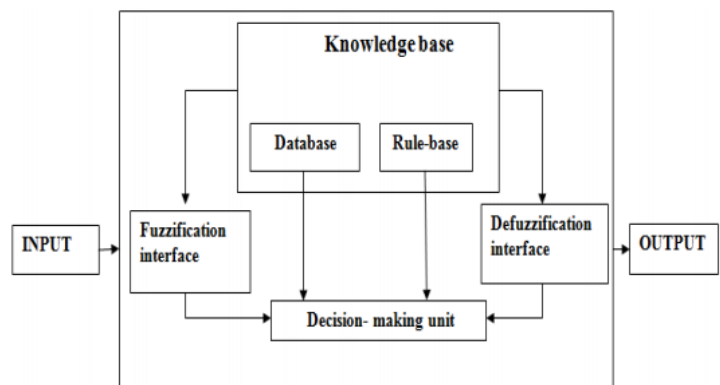 Knowledge base
Database
Rule-base
INPUT
Fuzzification
interface
Defuzzification
interface
OUTPUT
Decision- making unit